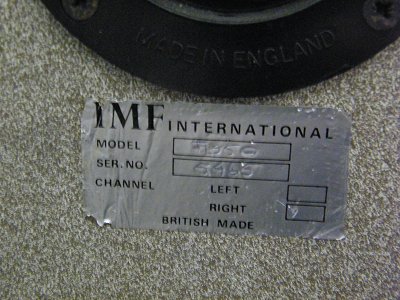 MADE IN ENGLAND
IMF INTERNATIONAL
MODEL
SER. NO.
CHANNEL LEFT
RIGHT
BRITISH MADE